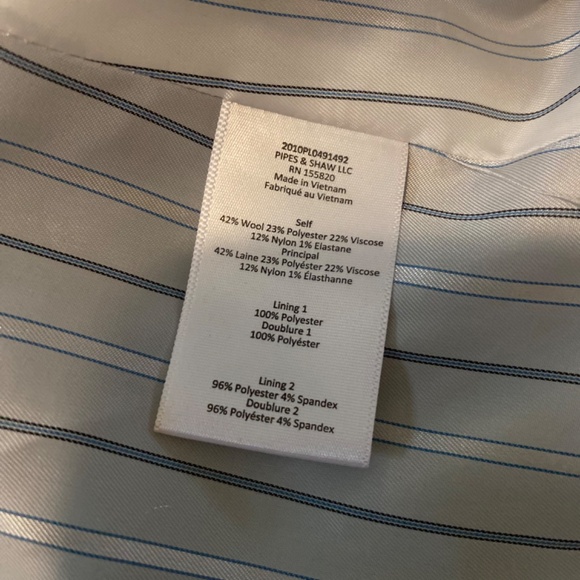 2010PL0491492
PIPES & SHAW LLC
RN 155820
Made in Vietnam
Fabriqué au Vietnam
Self
42% Wool 23% Polyester 22% Viscose
12% Nylon 1% Elastane
Principal
42% Laine 23% Polyéster 22% Viscose
12% Nylon 1% Élasthanne
Lining 1
100% Polyester
Doublure 1
100% Polyéster
Lining 2
96% Polyester 4% Spandex
Doublure 2
96% Polyéster 4% Spandex